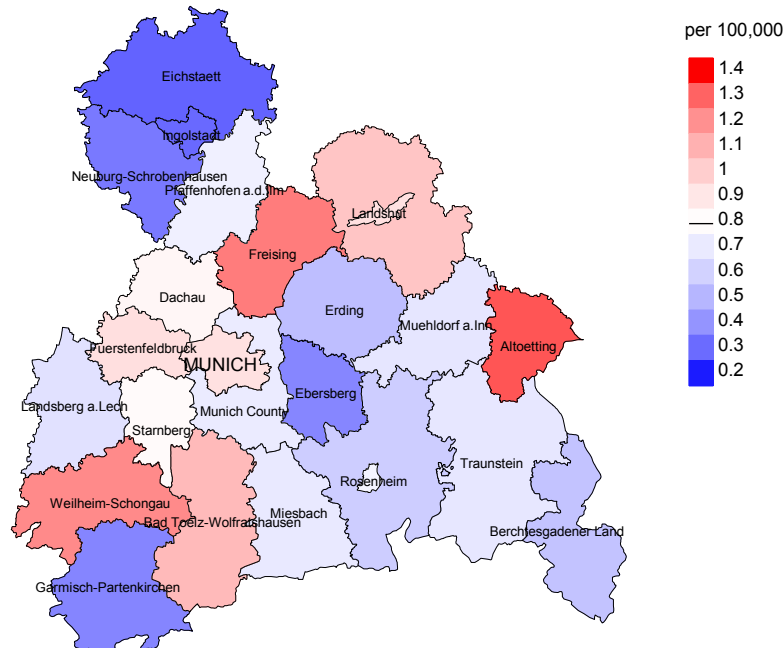 per 100,000
1.4
1.3
1.2
1.1
1
0.9
0.8
0.7
0.6
0.5
0.4
0.3
0.2
Eichstaett
Ingolstadt
Neuburg-Schrobenhausen
Pfaffenhofen a.d.Ilm
Landshut
Freising
Dachau
Erding
Muehldorf a.Inn
Altoetting
Fuerstenfeldbruck
MUNICH
Ebersberg
Landsberg a.Lech
Munich County
Starnberg
Traunstein
Rosenheim
Weilheim-Schongau
Miesbach
Bad Toelz-Wolfratshausen
Berchtesgadener Land
Garmisch-Partenkirchen